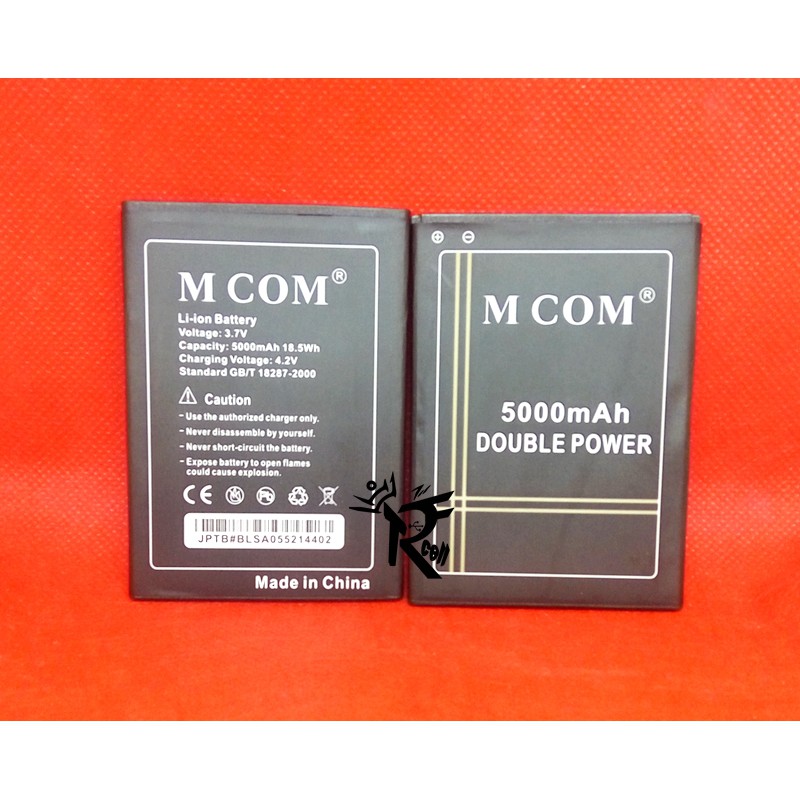 M COM®
Li-ion Battery
Voltage: 3.7V
Capacity: 5000mAh 18.5Wh
Charging Voltage: 4.2V
Standard GB/T 18287-2000
Caution
- Use the authorized charger only.
- Never disassemble by yourself.
- Never short-circuit the battery.
- Expose battery to open flames
could cause explosion.
CE
JPTB#BLSA055214402
Made in China
+ -
M COM®
5000mAh
DOUBLE POWER
R
cell